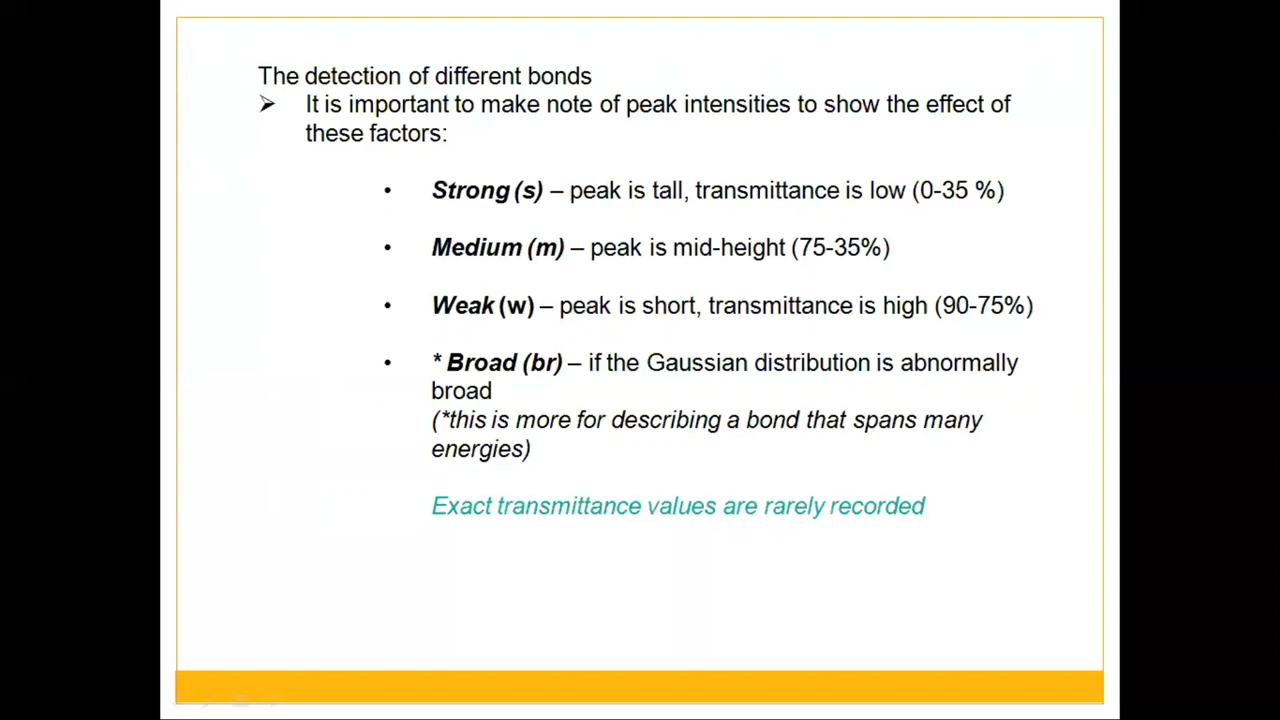 The detection of different bonds
➢ It is important to make note of peak intensities to show the effect of
these factors:
• Strong (s) – peak is tall, transmittance is low (0-35 %)
• Medium (m) – peak is mid-height (75-35%)
• Weak (w) – peak is short, transmittance is high (90-75%)
• * Broad (br) – if the Gaussian distribution is abnormally
broad
(*this is more for describing a bond that spans many
energies)
Exact transmittance values are rarely recorded